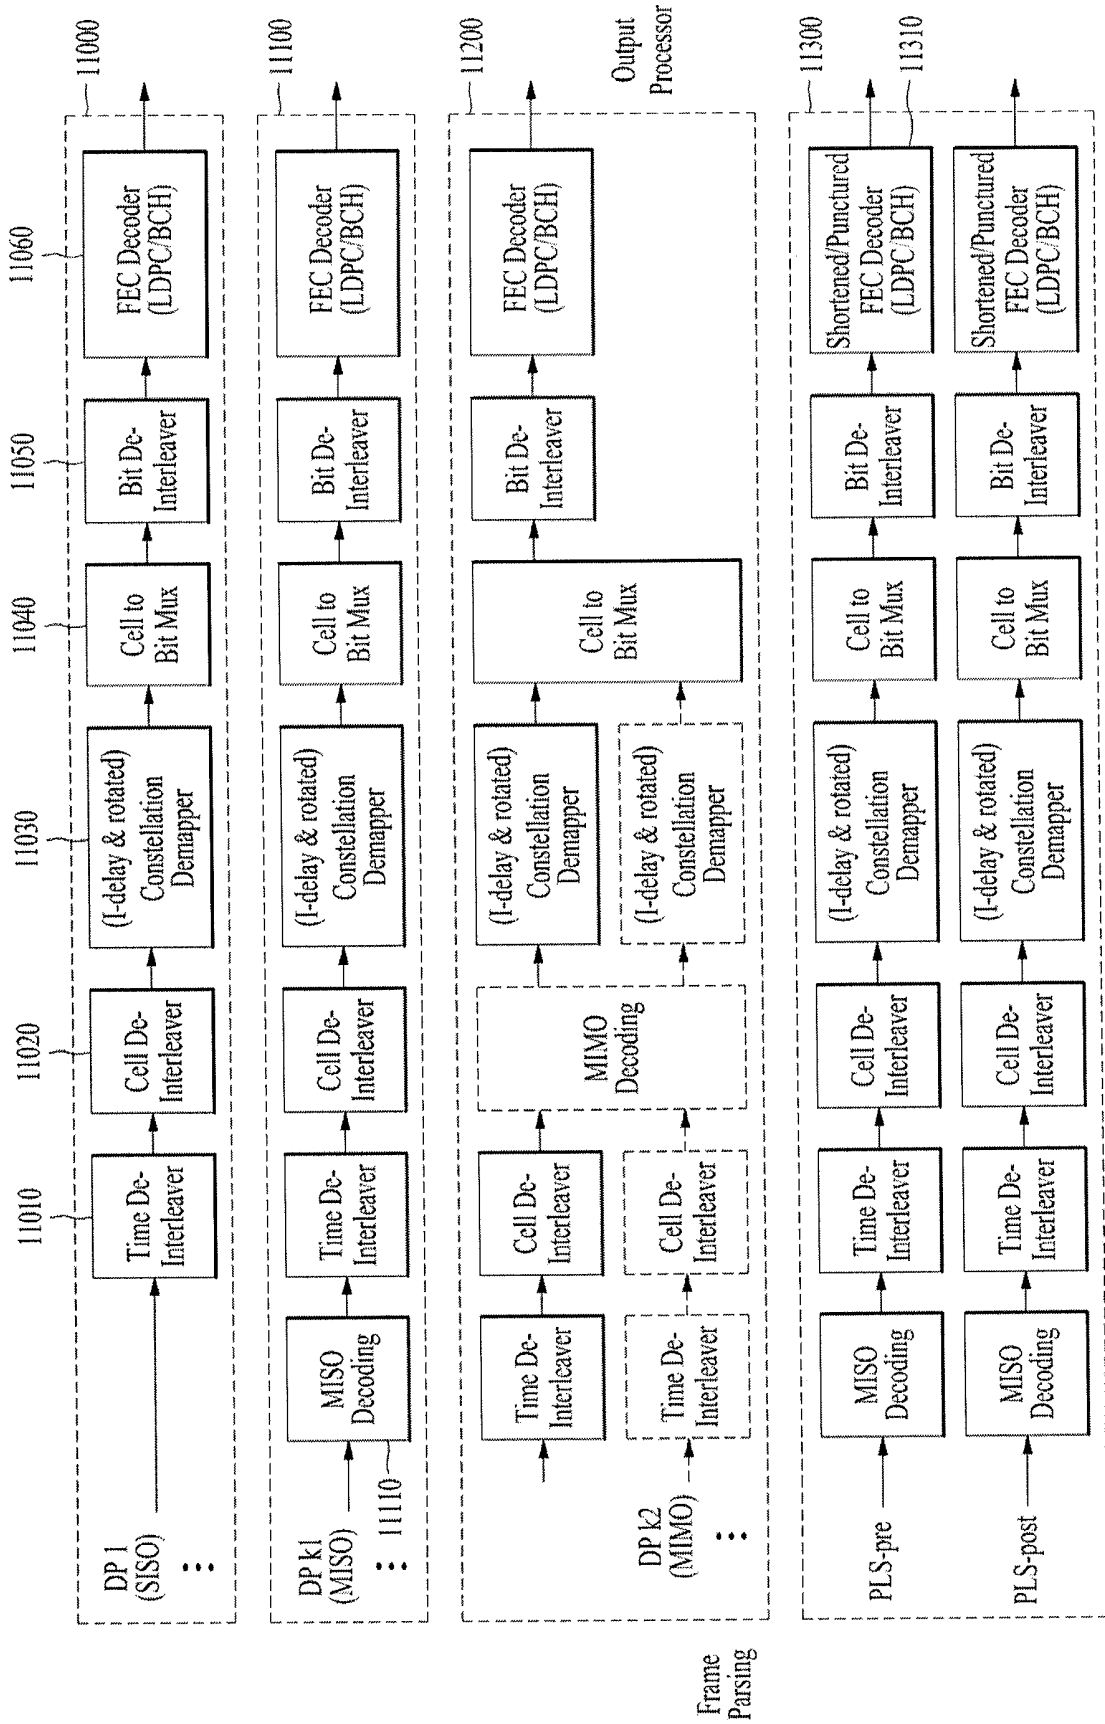 11000
11010
11020
11030
11040
11050
11060
DP 1
(SISO)
Time De-
Interleaver
Cell De-
Interleaver
(I-delay & rotated)
Constellation
Demapper
Cell to
Bit Mux
Bit De-
Interleaver
FEC Decoder
(LDPC/BCH)
11100
DP k1
(MISO)
11110
MISO
Decoding
Time De-
Interleaver
Cell De-
Interleaver
(I-delay & rotated)
Constellation
Demapper
Cell to
Bit Mux
Bit De-
Interleaver
FEC Decoder
(LDPC/BCH)
11200
Time De-
Interleaver
Cell De-
Interleaver
DP k2
(MIMO)
Time De-
Interleaver
Cell De-
Interleaver
MIMO
Decoding
(I-delay & rotated)
Constellation
Demapper
(I-delay & rotated)
Constellation
Demapper
Cell to
Bit Mux
Bit De-
Interleaver
FEC Decoder
(LDPC/BCH)
Frame
Parsing
Output
Processor
11300
PLS-pre
MISO
Decoding
Time De-
Interleaver
Cell De-
Interleaver
(I-delay & rotated)
Constellation
Demapper
Cell to
Bit Mux
Bit De-
Interleaver
Shortened/Punctured
FEC Decoder
(LDPC/BCH)
11310
PLS-post
MISO
Decoding
Time De-
Interleaver
Cell De-
Interleaver
(I-delay & rotated)
Constellation
Demapper
Cell to
Bit Mux
Bit De-
Interleaver
Shortened/Punctured
FEC Decoder
(LDPC/BCH)